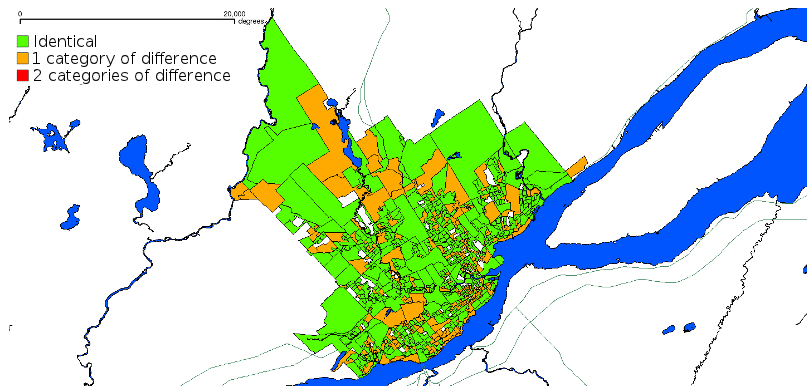 0 20,000
degrees
Identical
1 category of difference
2 categories of difference